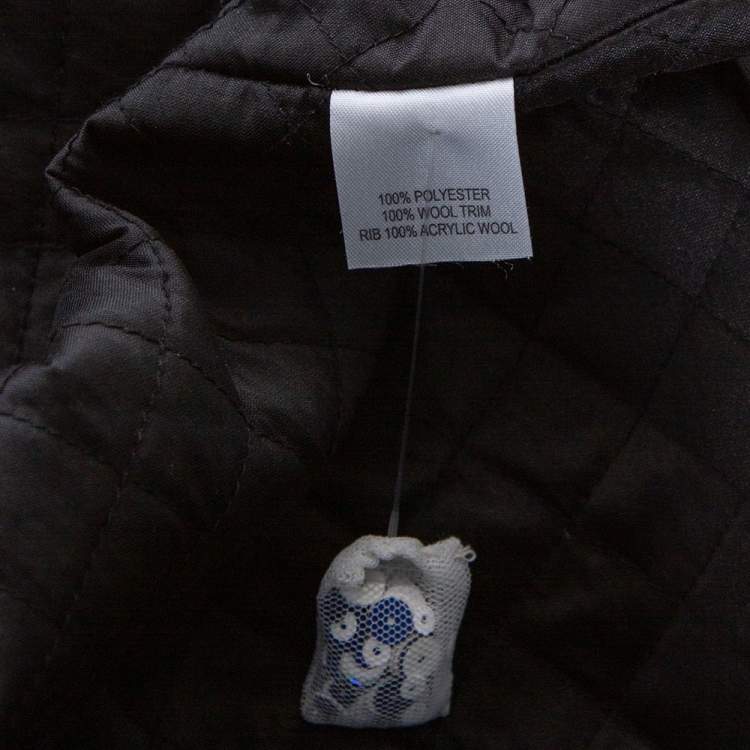 100% POLYESTER
100% WOOL TRIM
RIB 100% ACRYLIC WOOL